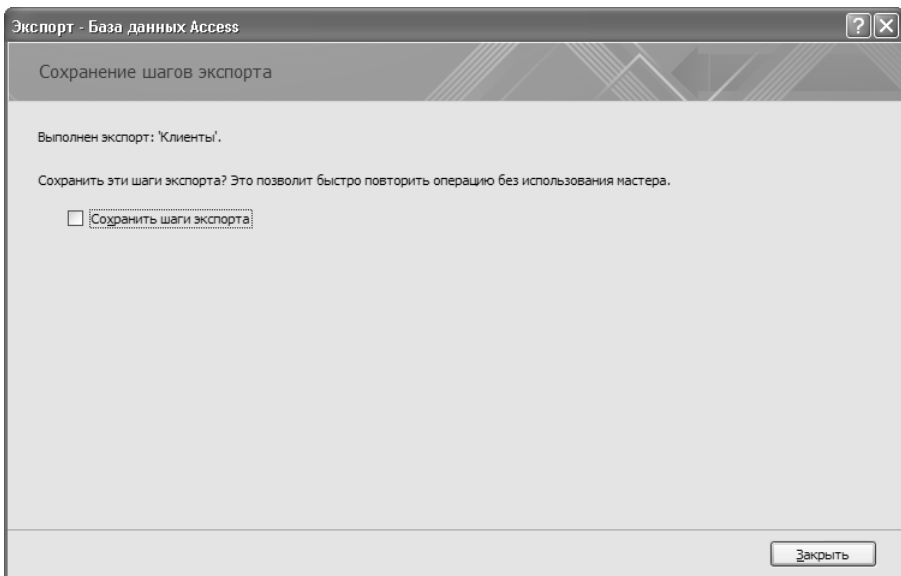 Экспорт - База данных Access
Сохранение шагов экспорта
Выполнен экспорт: 'Клиенты'.
Сохранить эти шаги экспорта? Это позволит быстро повторить операцию без использования мастера.
Сохранить шаги экспорта
Закрыть